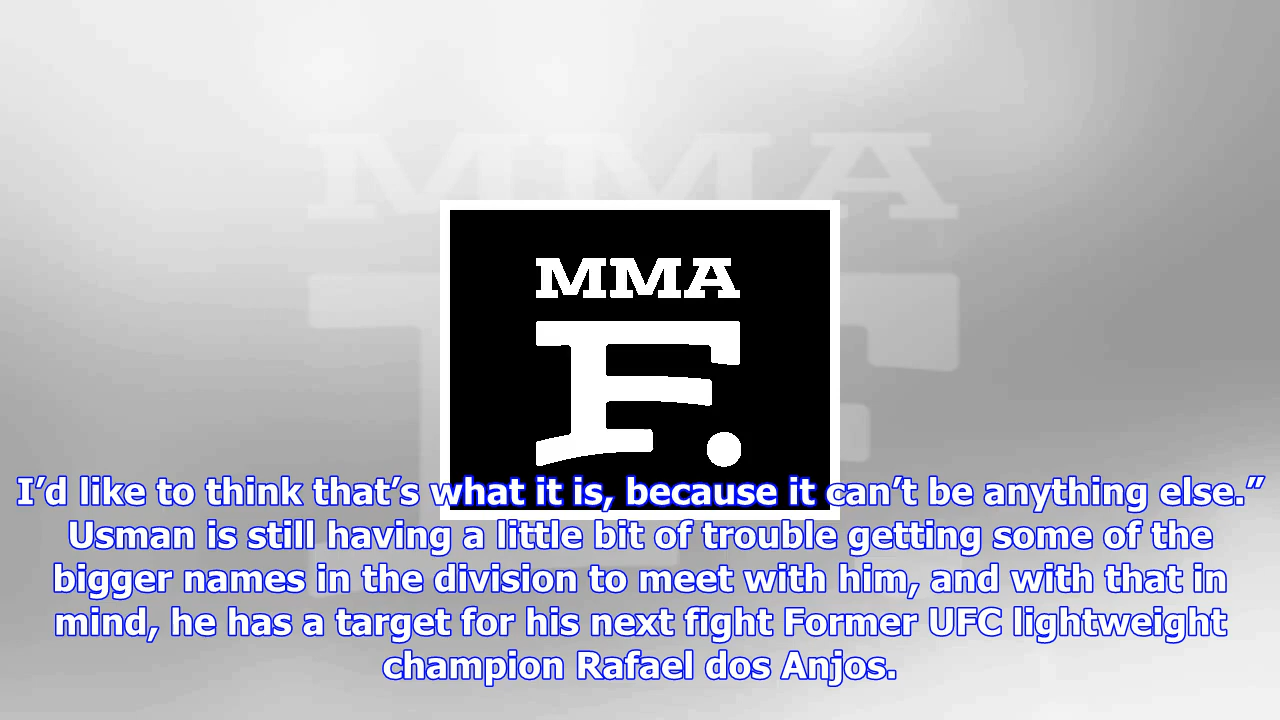 MMA
MMA
F.
I’d like to think that’s what it is, because it can’t be anything else.”
Usman is still having a little bit of trouble getting some of the
bigger names in the division to meet with him, and with that in
mind, he has a target for his next fight Former UFC lightweight
champion Rafael dos Anjos.